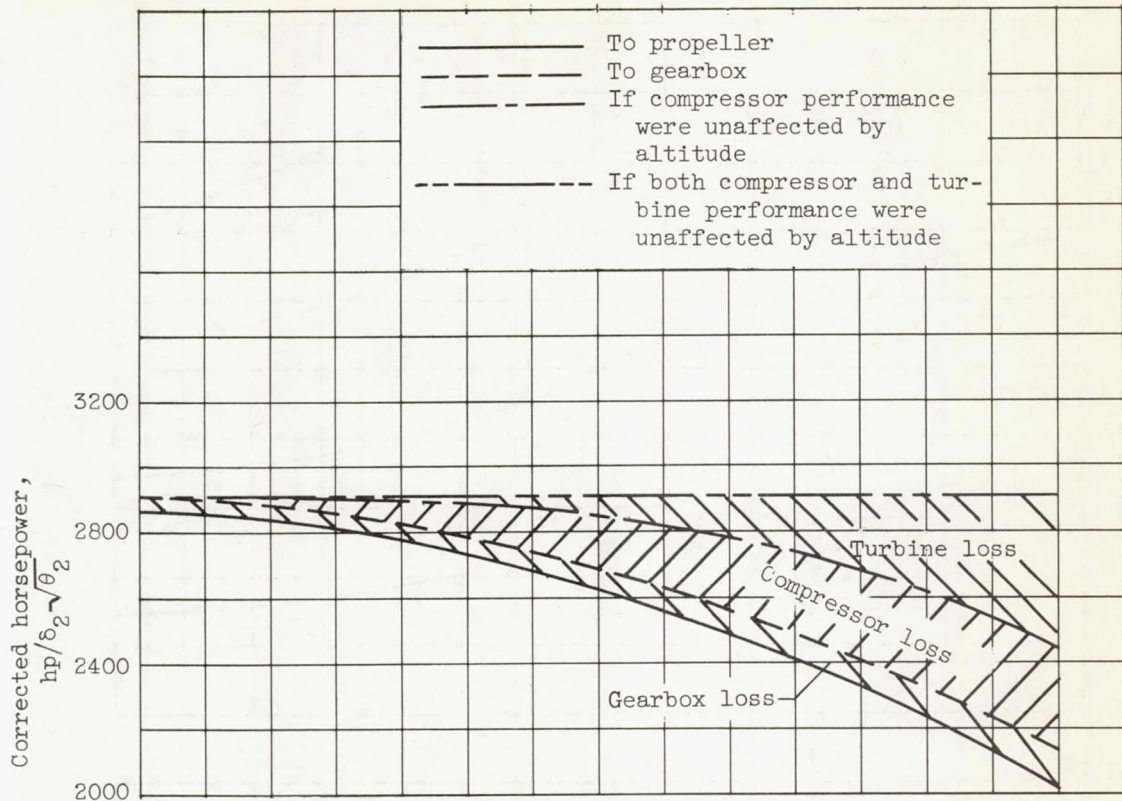 To propeller
To gearbox
If compressor performance
were unaffected by
altitude
If both compressor and tur-
bine performance were
unaffected by altitude
3200
2800
2400
2000
Corrected horsepower,
hp/δ₂√θ₂
Turbine loss
Compressor loss
Gearbox loss